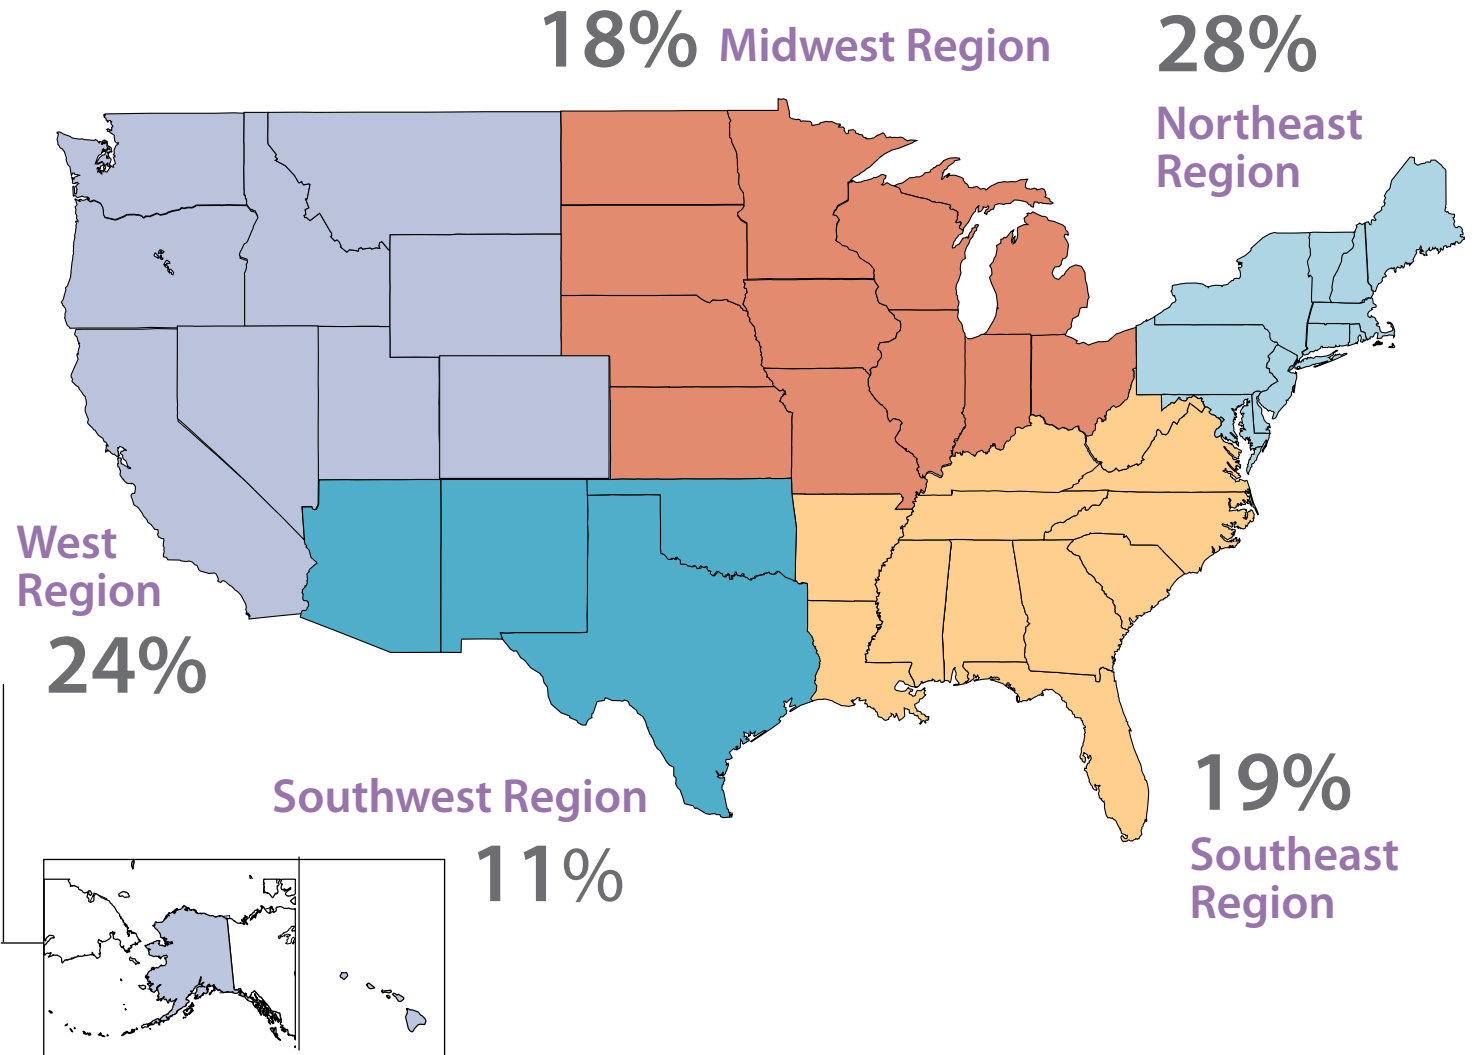 18% Midwest Region
28%
Northeast
Region
West
Region
24%
Southwest Region
11%
19%
Southeast
Region